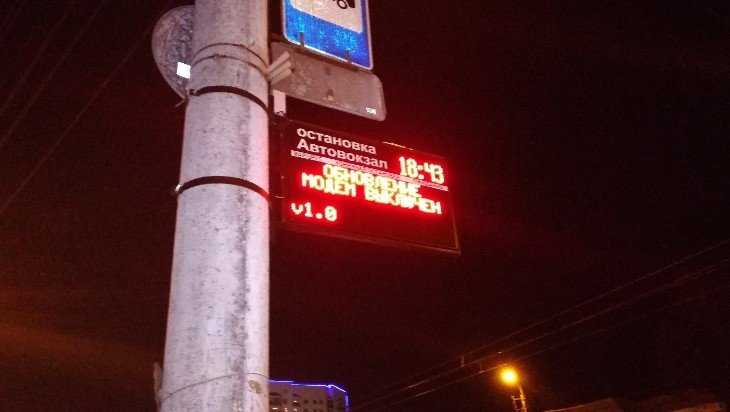 остановка
Автовокзал 18:43
ОБНОВЛЕНИЕ
МОДЕМ ВЫКЛЮЧЕН
v1.0